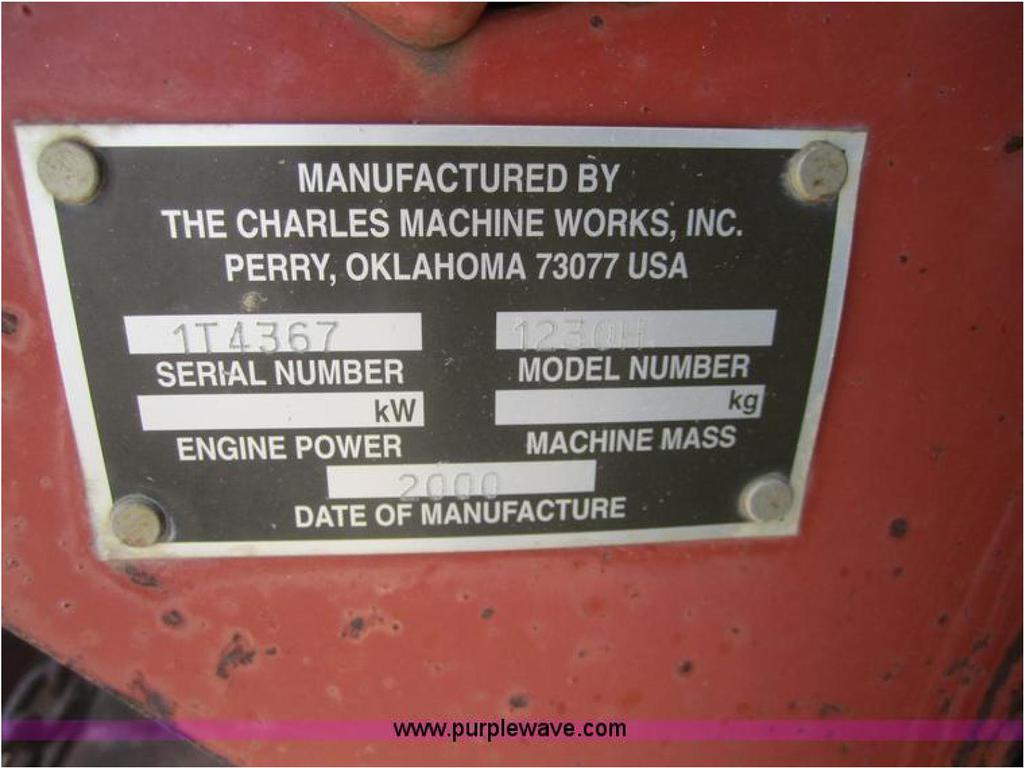 MANUFACTURED BY
THE CHARLES MACHINE WORKS, INC.
PERRY, OKLAHOMA 73077 USA
1T4367 1230H
SERIAL NUMBER MODEL NUMBER
kW kg
ENGINE POWER MACHINE MASS
2000
DATE OF MANUFACTURE
www.purplewave.com